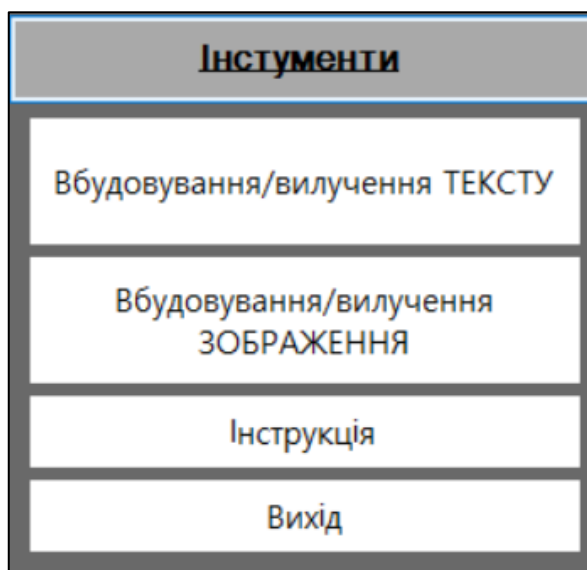 Інстументи
Вбудовування/вилучення ТЕКСТУ
Вбудовування/вилучення
ЗОБРАЖЕННЯ
Інструкція
Вихід